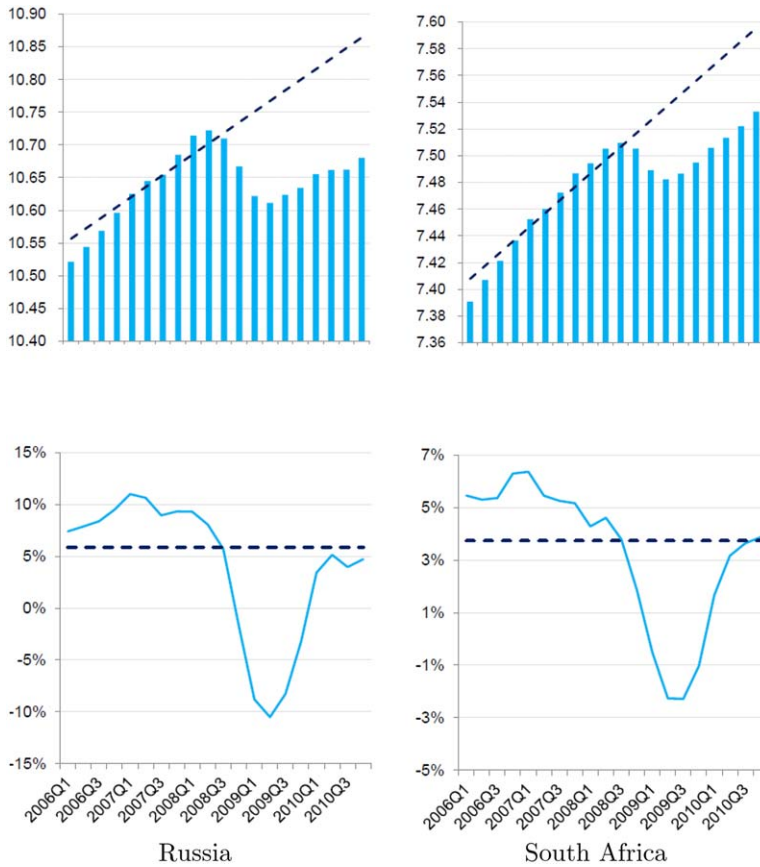 10.90
10.85
10.80
10.75
10.70
10.65
10.60
10.55
10.50
10.45
10.40
7.60
7.58
7.56
7.54
7.52
7.50
7.48
7.46
7.44
7.42
7.40
7.38
7.36
15%
10%
5%
0%
-5%
-10%
-15%
2006Q1
2006Q3
2007Q1
2007Q3
2008Q1
2008Q3
2009Q1
2009Q3
2010Q1
2010Q3
Russia
7%
5%
3%
1%
-1%
-3%
-5%
2006Q1
2006Q3
2007Q1
2007Q3
2008Q1
2008Q3
2009Q1
2009Q3
2010Q1
2010Q3
South Africa